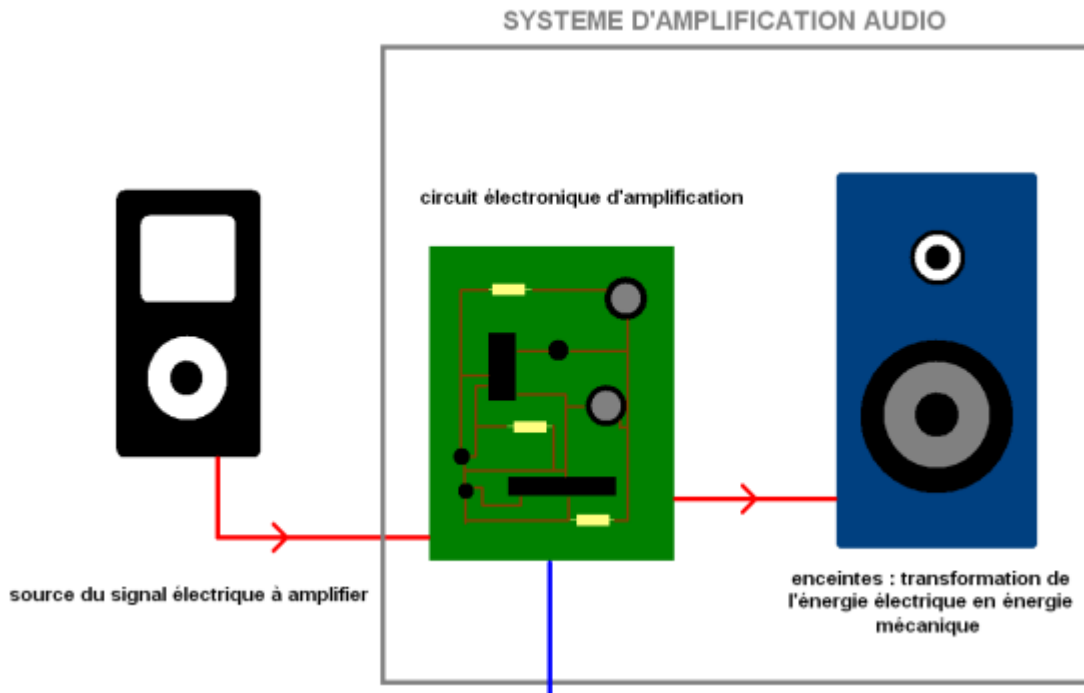 SYSTEME D'AMPLIFICATION AUDIO
circuit électronique d'amplification
source du signal électrique à amplifier
enceintes : transformation de
l'énergie électrique en énergie
mécanique